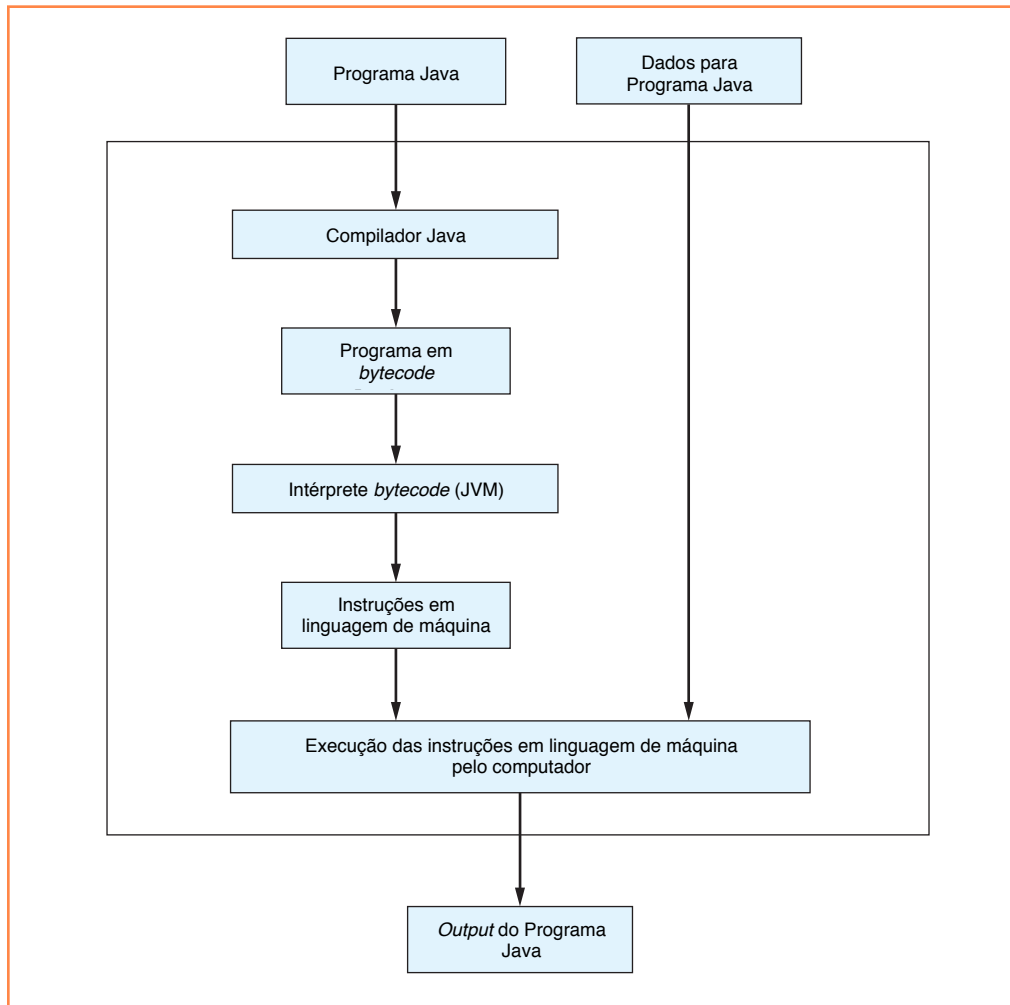 Programa Java
Dados para
Programa Java
Compilador Java
Programa em
bytecode
Intérprete bytecode (JVM)
Instruções em
linguagem de máquina
Execução das instruções em linguagem de máquina
pelo computador
Output do Programa
Java